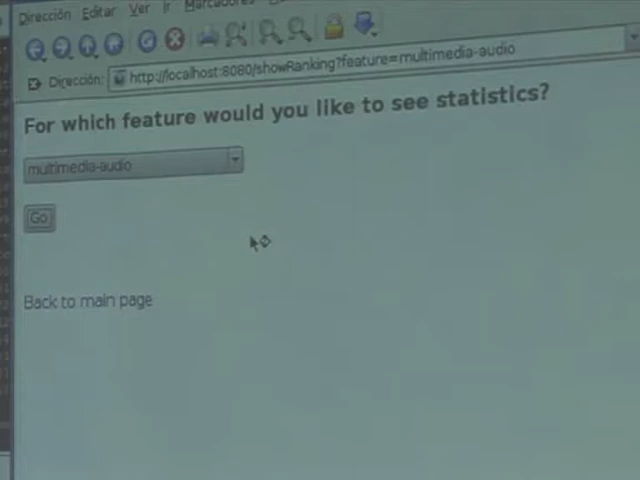 Dirección Editar Ver Ir Marcadores
Dirección: http://localhost:8080/showRanking?feature=multimedia-audio
For which feature would you like to see statistics?
multimedia-audio
Go
Back to main page